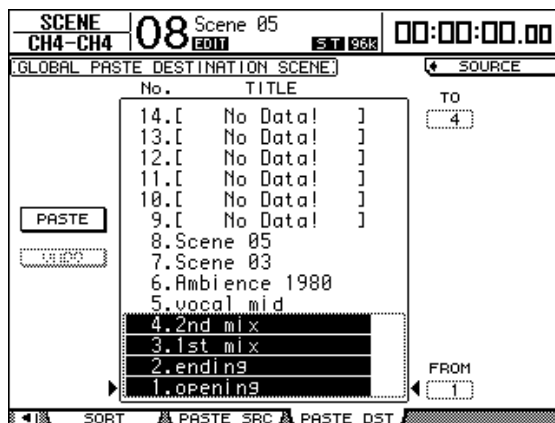 SCENE
CH4-CH4
08 Scene 05
EDIT ST 96K
00:00:00.00
GLOBAL PASTE DESTINATION SCENE
SOURCE
No. TITLE
TO
4
14.[ No Data! ]
13.[ No Data! ]
12.[ No Data! ]
11.[ No Data! ]
10.[ No Data! ]
9.[ No Data! ]
8.Scene 05
7.Scene 03
6.Ambience 1980
5.vocal mid
4.2nd mix
3.1st mix
2.ending
1.opening
PASTE
UNDO
FROM
1
SORT PASTE SRC PASTE DST